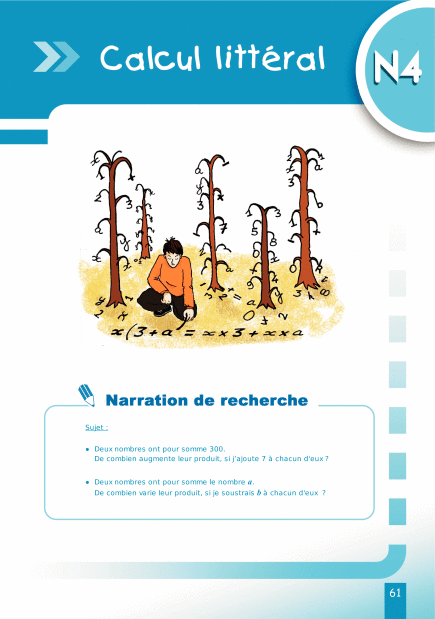 Calcul littéral
N4
x(3+a = x×3+x×a
Narration de recherche
Sujet :
• Deux nombres ont pour somme 300.
De combien augmente leur produit, si j'ajoute 7 à chacun d'eux ?
• Deux nombres ont pour somme le nombre a.
De combien varie leur produit, si je soustrais b à chacun d'eux ?
61